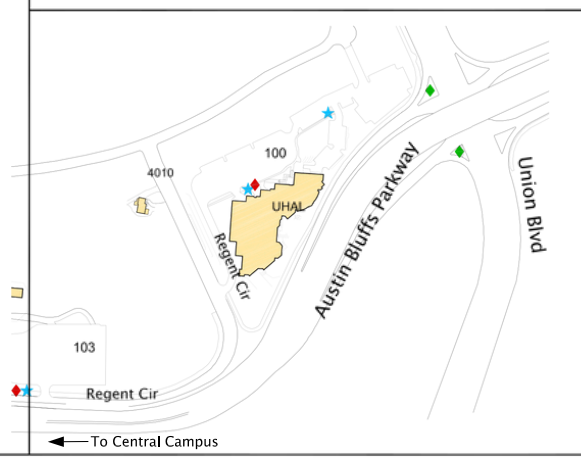 100
4010
UHAL
Austin Bluffs Parkway
Union Blvd
Regent Cir
103
Regent Cir
To Central Campus